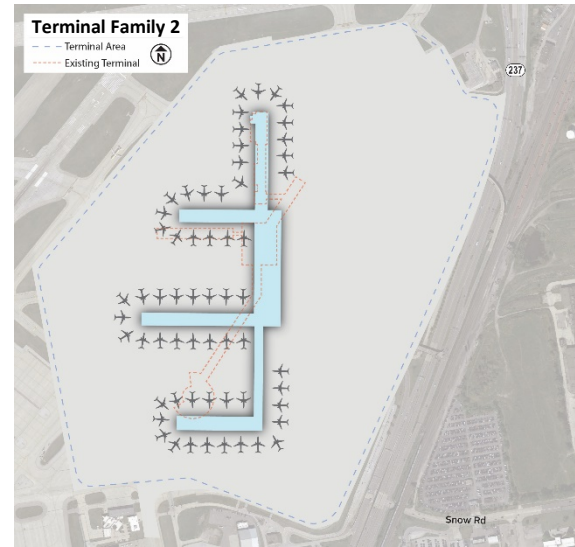 Terminal Family 2
Terminal Area
Existing Terminal
N
237
Snow Rd